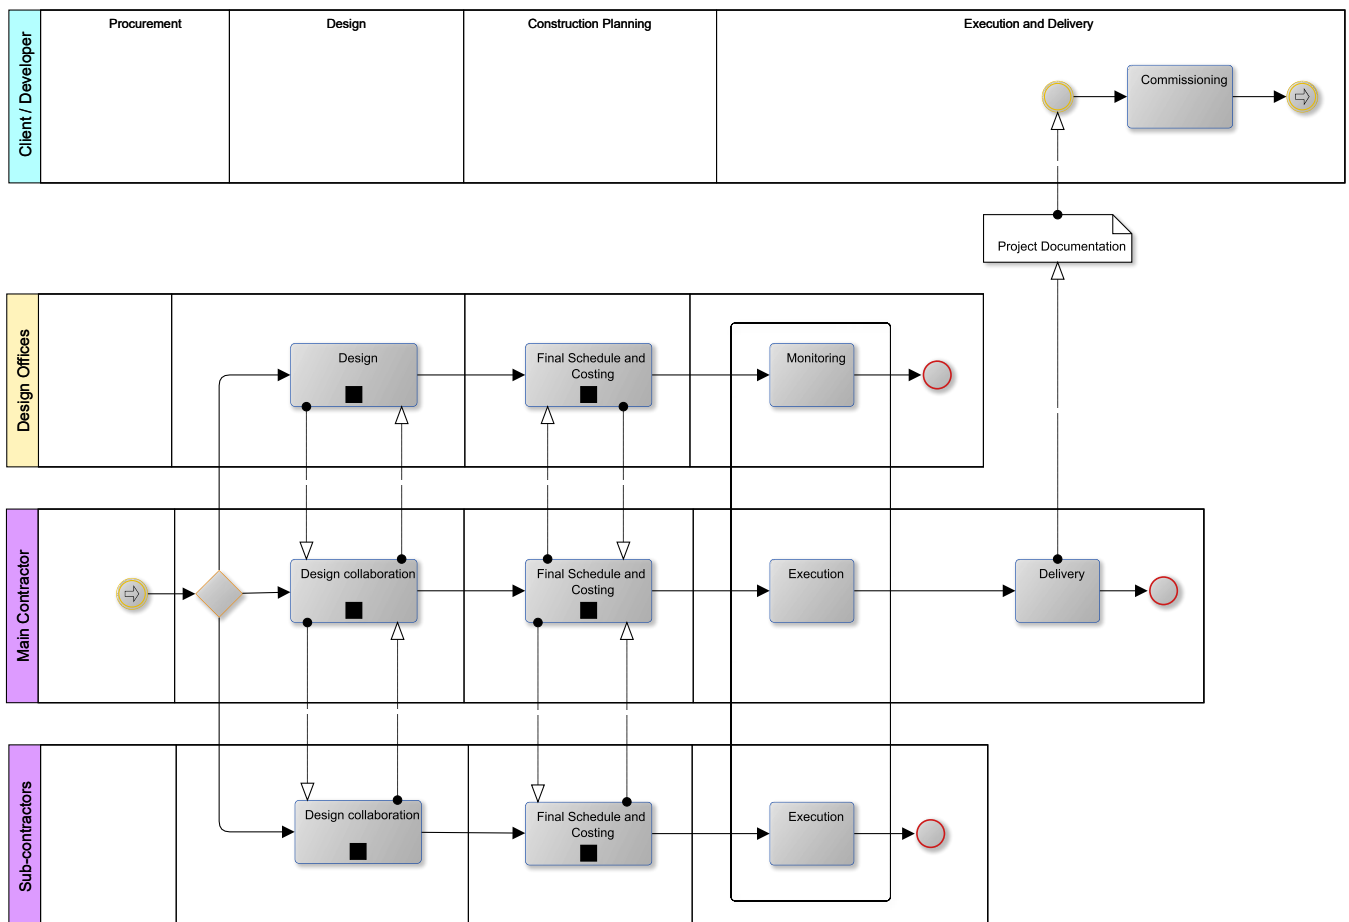 Procurement
Design
Construction Planning
Execution and Delivery
Client / Developer
Commissioning
Project Documentation
Design Offices
Design
Final Schedule and
Costing
Monitoring
Main Contractor
Design collaboration
Final Schedule and
Costing
Execution
Delivery
Sub-contractors
Design collaboration
Final Schedule and
Costing
Execution